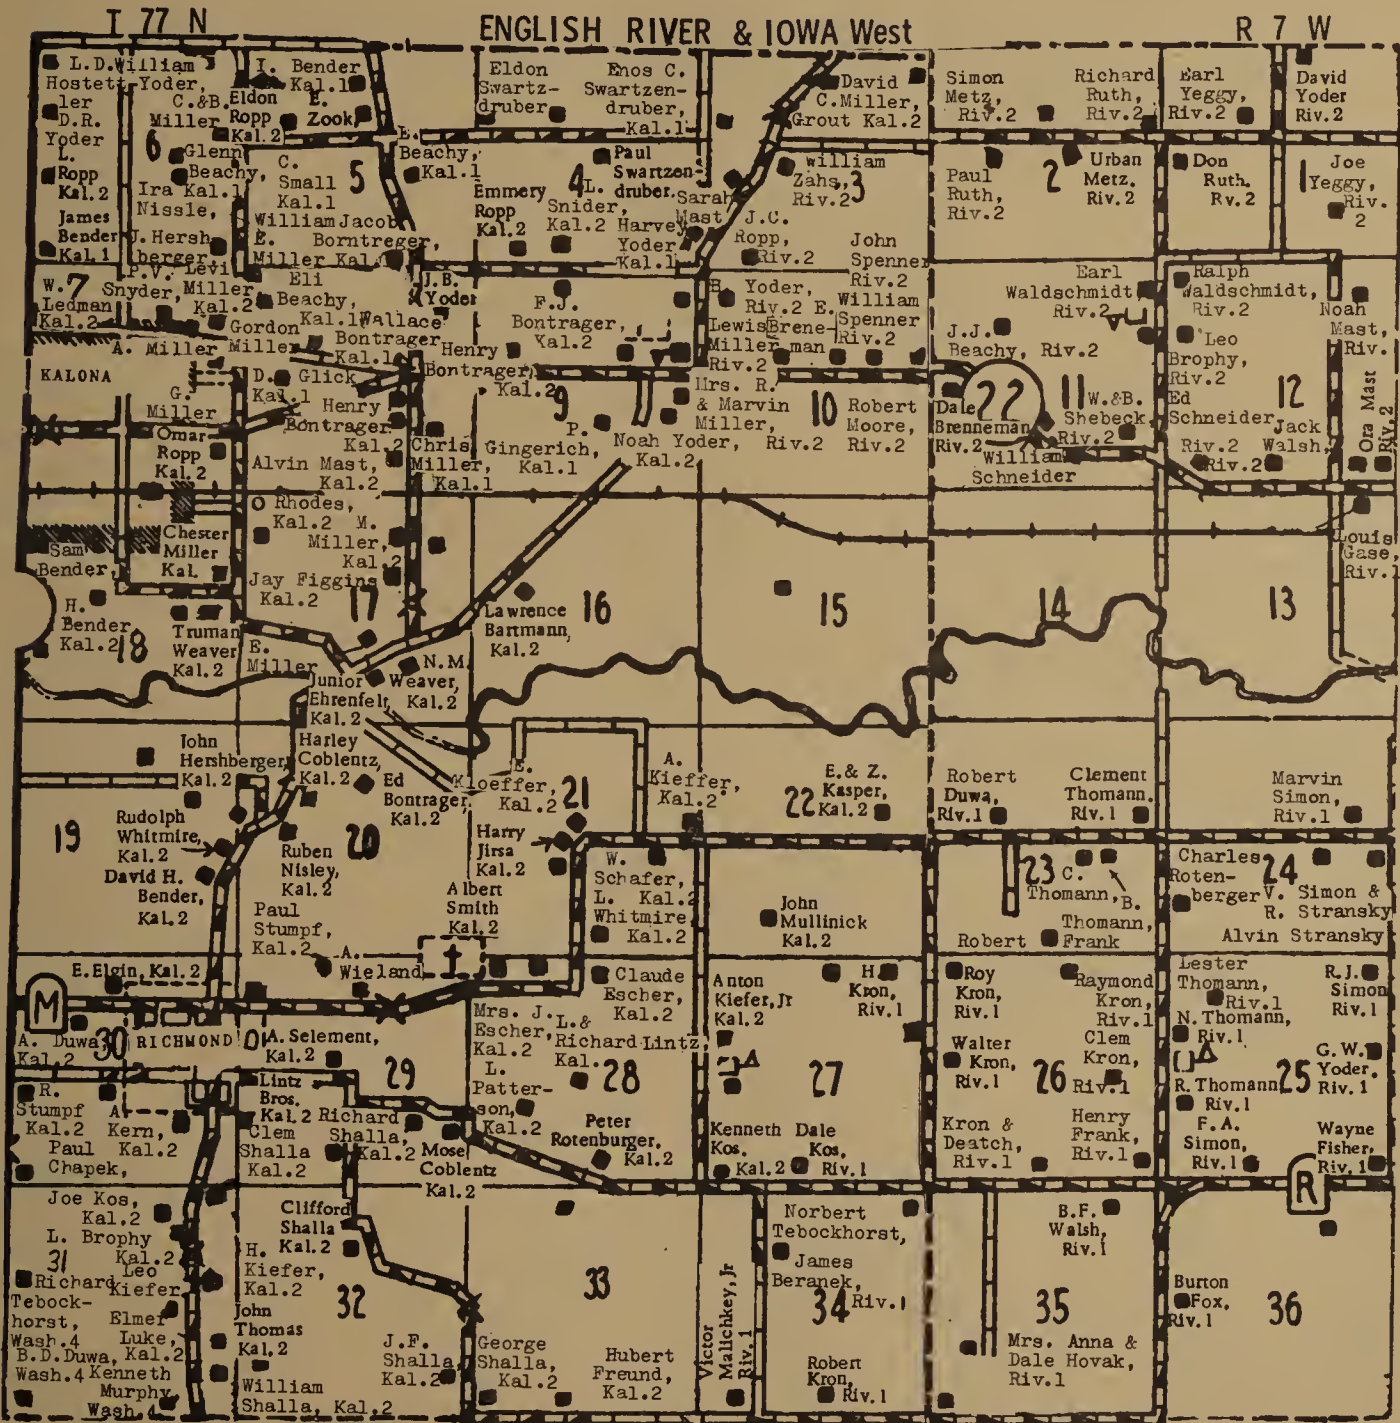 T 77 N
ENGLISH RIVER & IOWA West
R 7 W
L.D. William
Hostett- Yoder,
ler
C.&B.
Miller
D.R.
Yoder
L.
Ropp
Kal.2
James
Bender
Kal.1
6
I. Bender
Kal.1
Eldon
Ropp
Kal.2
E.
Zook
Glenn
Beachy,
Kal.1
Ira
Nissle,
J. Hersh
berger
C.
Small
Kal.1
5
William
E.
Miller
Jacob
Borntreger,
Kal.
E.
Beachy,
Kal.1
Eldon
Swartz-
druber
Enos C.
Swartzen-
druber,
Kal.1
Emmery
Ropp
Kal.2
4
L.
Snider,
Kal.2
Paul
Swartzen-
druber.
Harvey
Yoder
Kal.1
Sarah
Mast
David
C.Miller,
Grout Kal.2
William
Zahs,
Riv.2
3
J.C.
Ropp,
Riv.2
John
Spenner
Riv.2
Simon
Metz,
Riv.2
Richard
Ruth,
Riv.2
Paul
Ruth,
Riv.2
2
Urban
Metz.
Riv.2
Earl
Yeggy,
Riv.2
David
Yoder
Riv.2
Don
Ruth.
Rv.2
1
Joe
Yeggy,
Riv.
2
W.
Ledman
Kal.2
7
P.V.
Snyder,
Levi
Miller
Kal.2
A. Miller
KALONA
G.
Miller
Omar
Ropp
Kal.2
Gordon
Miller
Eli
Beachy,
Kal.1
Wallace
Bontrager
Kal.1
D. Glick
Kal.1
Henry
Bontrager
Kal.2
Alvin Mast,
Kal.2
J.B.
Yoder
Henry
Bontrager,
Kal.2
F.J.
Bontrager,
Kal.2
9
Chris
Miller,
Kal.1
P.
Gingerich,
Kal.1
Noah Yoder,
Kal.2
H. Yoder,
Riv.2
Lewis
Miller
Riv.2
E.
Brene-
man
William
Spenner
Riv.2
Mrs. R.
& Marvin
Miller,
Riv.2
10
Robert
Moore,
Riv.2
Earl
Waldschmidt,
Riv.2
J.J.
Beachy, Riv.2
22
Dale
Brenneman
Riv.2
11
W.&B.
Shebeck,
Riv.2
William
Schneider
Ralph
Waldschmidt,
Riv.2
Leo
Brophy,
Riv.2
Ed
Schneider,
Riv.2
12
Jack
Walsh,
Riv.2
Noah
Mast,
Riv.
Ora Mast
Riv.2
Rhodes,
Kal.2
M.
Miller,
Kal.2
Jay Figgins
Kal.2
17
Chester
Miller
Kal.
Sam
Bender,
H.
Bender
Kal.2
18
Truman
Weaver
Kal.2
E.
Miller
Lawrence
Bartmann,
Kal.2
16
15
14
13
Louis
Gase,
Riv.1
N.M.
Weaver,
Kal.2
Junior
Ehrenfelt
Kal.2
John
Hershberger,
Kal.2
Harley
Coblentz,
Kal.2
Ed
Bontrager,
Kal.2
Rudolph
Whitmire,
Kal.2
19
David H.
Bender,
Kal.2
Ruben
Nisley,
Kal.2
20
Paul
Stumpf,
Kal.2
A.
Wieland
Albert
Smith
Kal.2
E.
Kloeffer,
Kal.2
21
Harry
Jirsa
Kal.2
A.
Kieffer,
Kal.2
W.
Schafer,
Kal.2
L.
Whitmire
Kal.2
22
E.& Z.
Kasper,
Kal.2
John
Mullinick
Kal.2
Robert
Duwa,
Riv.1
Clement
Thomann.
Riv.1
23
C.
Thomann,
B.
Thomann,
Robert
Frank
Marvin
Simon,
Riv.1
Charles
Roten-
berger
24
V. Simon &
R. Stransky
Alvin Stransky
E.Elgin, Kal.2
M
A. Duwa,
Kal.2
30
RICHMOND
A. Selement,
Kal.2
R.
Stumpf
Kal.2
A.
Kern,
Kal.2
Paul
Chapek,
Lintz
Bros.
Kal.2
Clem
Shalla
Kal.2
29
Richard
Shalla,
Kal.2
Mose
Coblentz
Kal.2
Mrs. J.
Escher,
Kal.2
Claude
Escher,
Kal.2
L.&
Richard Lintz
Kal.
L.
Patter-
son,
Kal.2
28
Peter
Rotenburger.
Kal.2
Anton
Kiefer, Jr
Kal.2
H.
Kron,
Riv.1
27
Kenneth
Kos.
Kal.2
Dale
Kos.
Riv.1
Roy
Kron,
Riv.1
Raymond
Kron,
Riv.1
Walter
Kron,
Riv.1
26
Clem
Kron,
Riv.1
Kron &
Deatch,
Riv.1
Henry
Frank,
Riv.1
Lester
Thomann,
Riv.1
N.Thomann,
Riv.1
R.J.
Simon
Riv.1
25
G.W.
Yoder.
Riv.1
R.Thomann
Riv.1
F.A.
Simon,
Riv.1
Wayne
Fisher,
Riv.1
R
Joe Kos,
Kal.2
L. Brophy
Kal.2
31
Leo
Kiefer
Richard
Tebock-
horst,
Wash.4
Elmer
Luke,
Kal.2
B.D.Duwa,
Wash.4
Kenneth
Murphy
Wash.4
Clifford
Shalla
Kal.2
H.
Kiefer,
Kal.2
32
John
Thomas
Kal.2
William
Shalla, Kal.2
J.F.
Shalla,
Kal.2
33
George
Shalla,
Kal.2
Hubert
Freund,
Kal.2
Victor
Malichkey, Jr
Riv.1
Norbert
Tebockhorst,
James
Beranek,
Riv.1
34
Robert
Kron,
Riv.1
B.F.
Walsh,
Riv.1
35
Mrs. Anna &
Dale Hovak,
Riv.1
Burton
Fox,
Riv.1
36